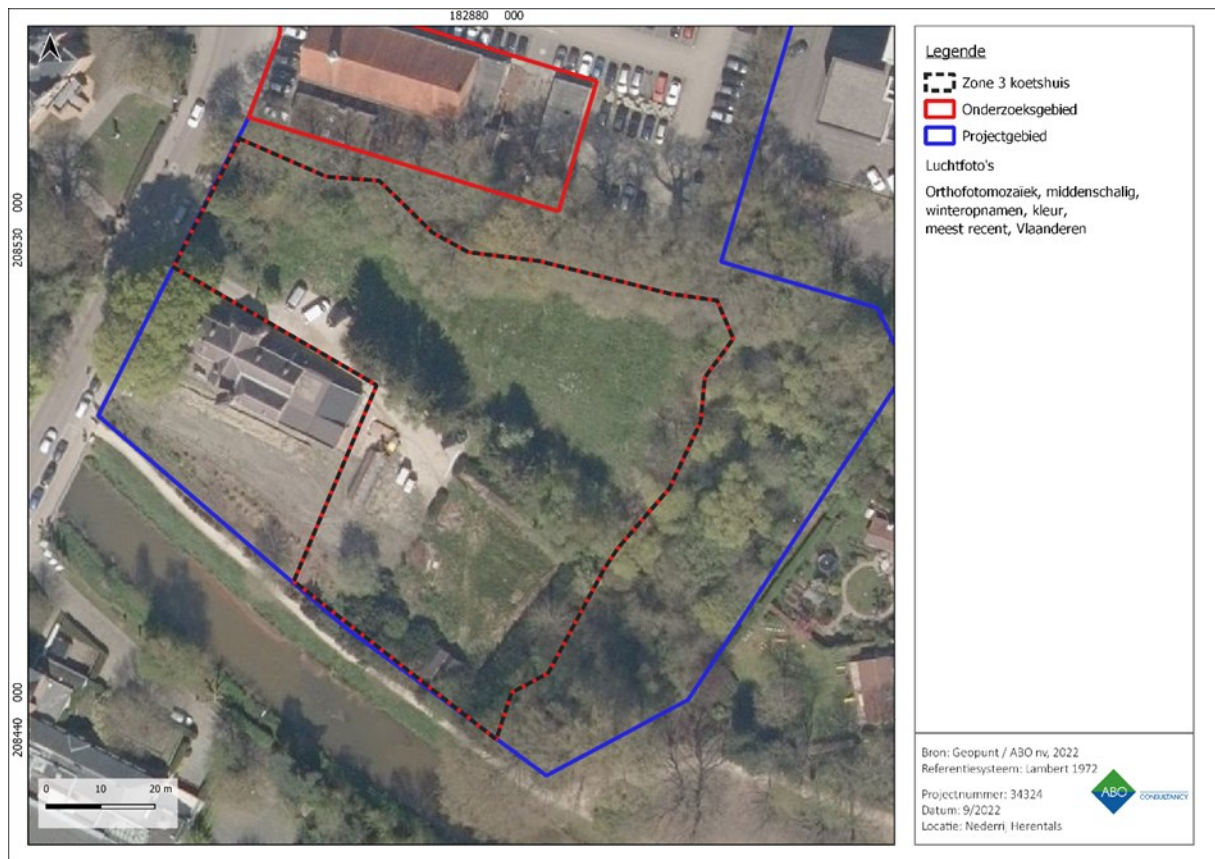 182880 000
208530 000
208440 000
0 10 20 m
Legende
Zone 3 koetshuis
Onderzoeksgebied
Projectgebied
Luchtfoto's
Orthofotomozaïek, middenschalig,
winteropnamen, kleur,
meest recent, Vlaanderen
Bron: Geopunt / ABO nv, 2022
Referentiesysteem: Lambert 1972
Projectnummer: 34324
Datum: 9/2022
Locatie: Nederrij Herentals
ABO
CONSULTANCY